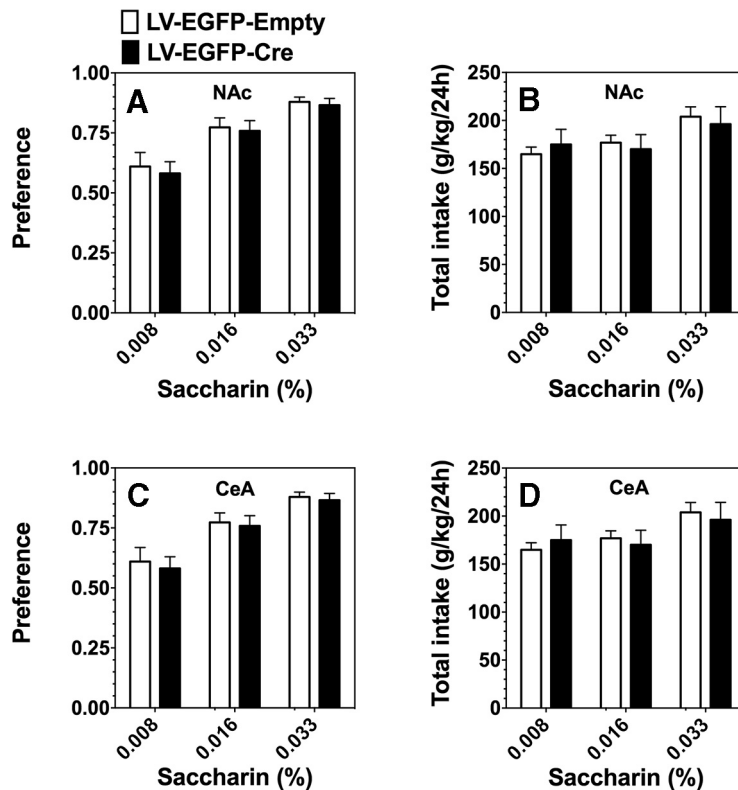 LV-EGFP-Empty
LV-EGFP-Cre
A
NAc
Preference
1.00
0.75
0.50
0.25
0.00
0.008
0.016
0.033
Saccharin (%)
B
NAc
Total intake (g/kg/24h)
250
200
150
100
50
0
0.008
0.016
0.033
Saccharin (%)
C
CeA
Preference
1.00
0.75
0.50
0.25
0.00
0.008
0.016
0.033
Saccharin (%)
D
CeA
Total intake (g/kg/24h)
250
200
150
100
50
0
0.008
0.016
0.033
Saccharin (%)